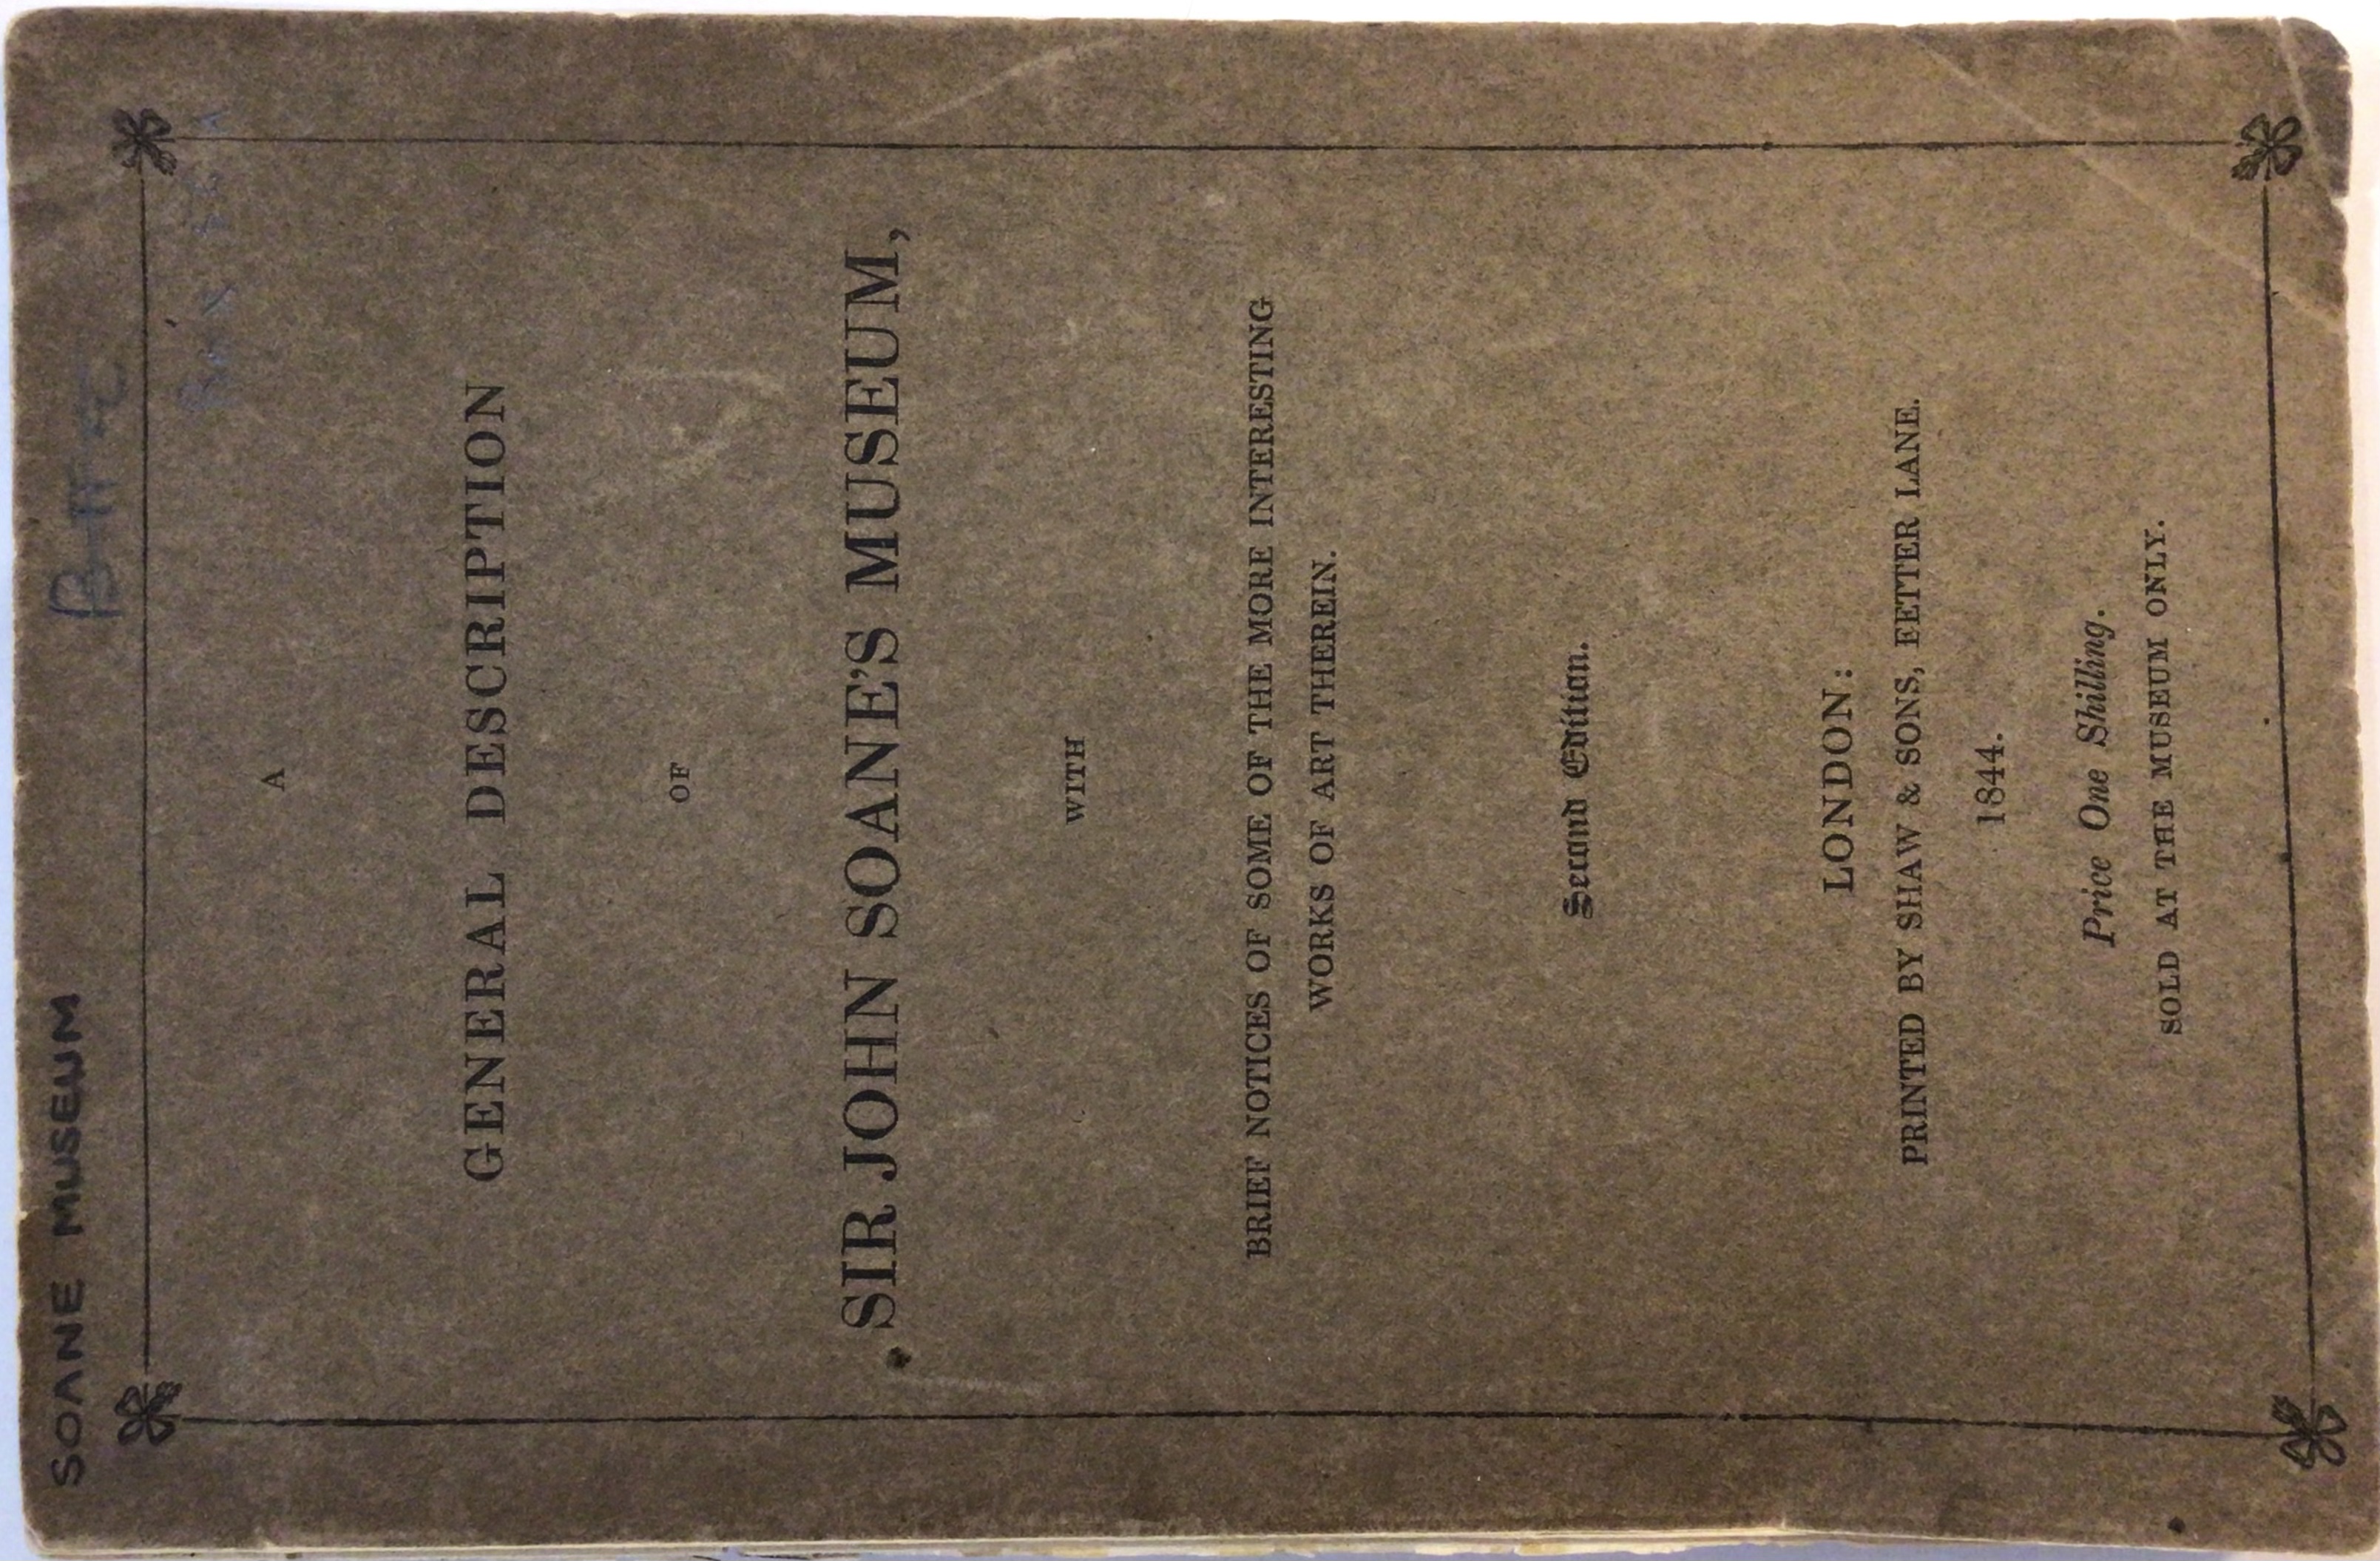 SOANE MUSEUM
A
GENERAL DESCRIPTION
OF
SIR JOHN SOANE'S MUSEUM,
WITH
BRIEF NOTICES OF SOME OF THE MORE INTERESTING
WORKS OF ART THEREIN.
Second Edition.
LONDON:
PRINTED BY SHAW & SONS, FETTER LANE.
1844.
Price One Shilling.
SOLD AT THE MUSEUM ONLY.